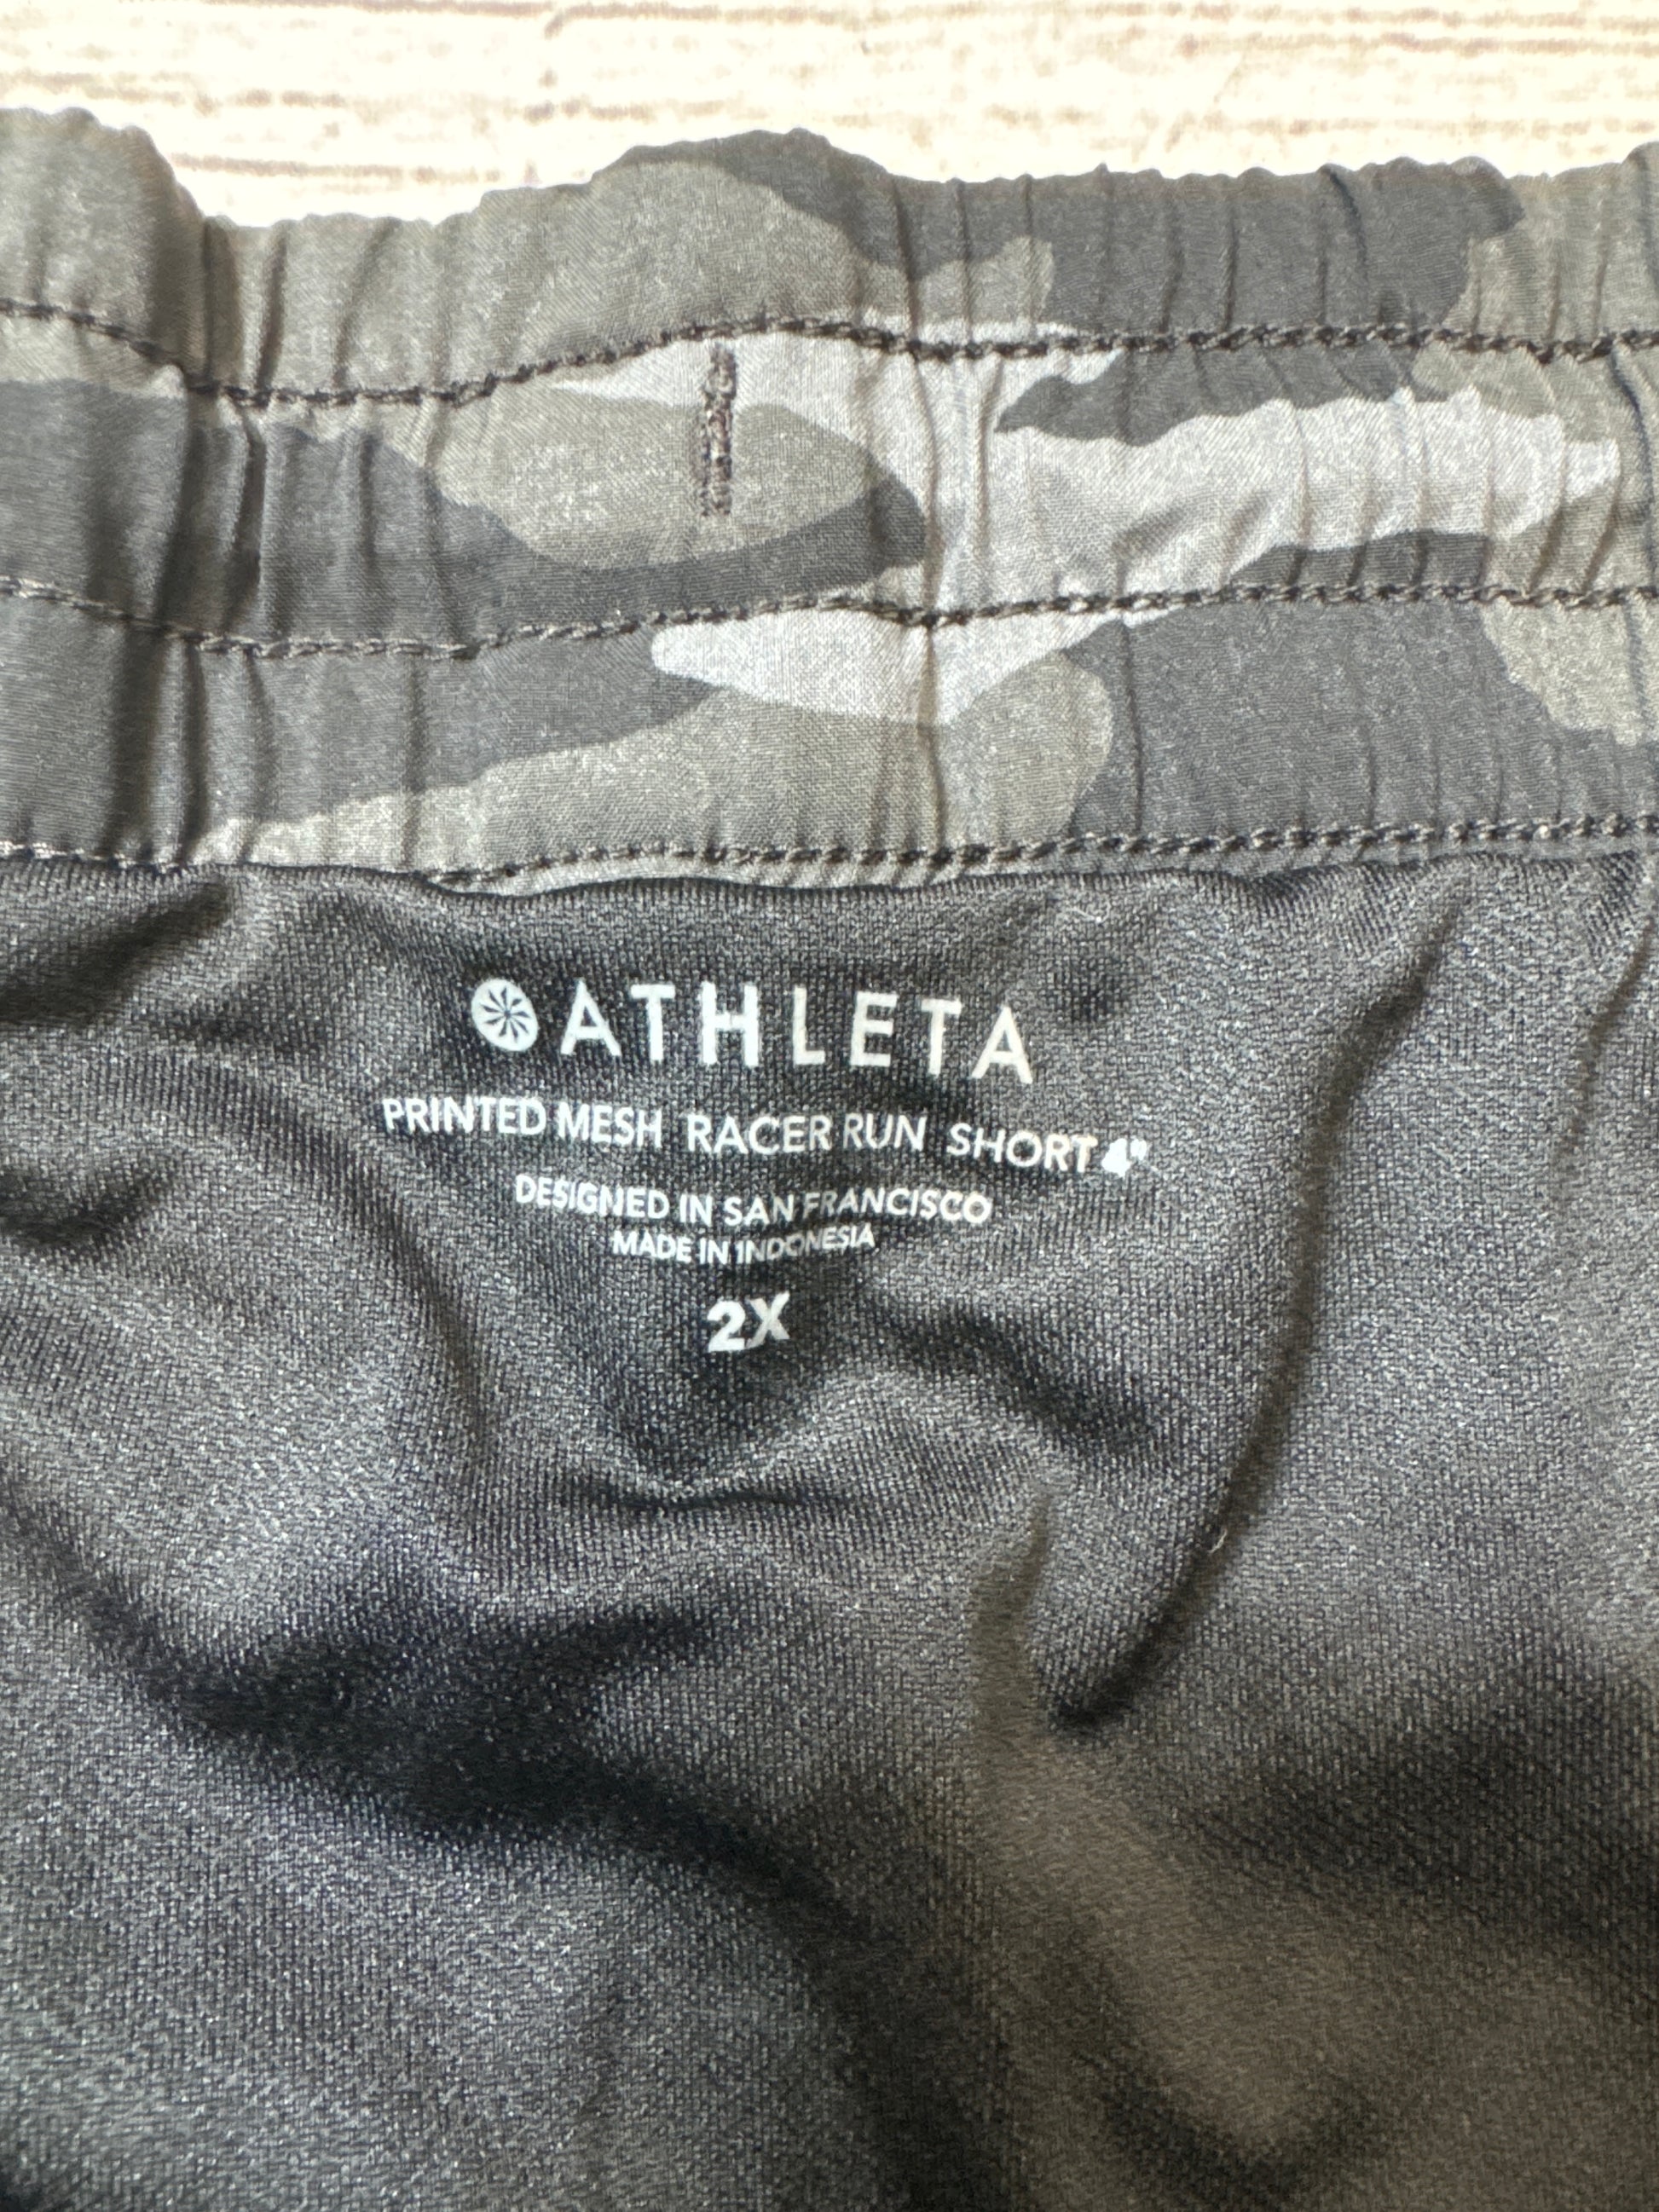 ATHLETA
PRINTED MESH RACER RUN SHORT 4"
DESIGNED IN SAN FRANCISCO
MADE IN INDONESIA
2X